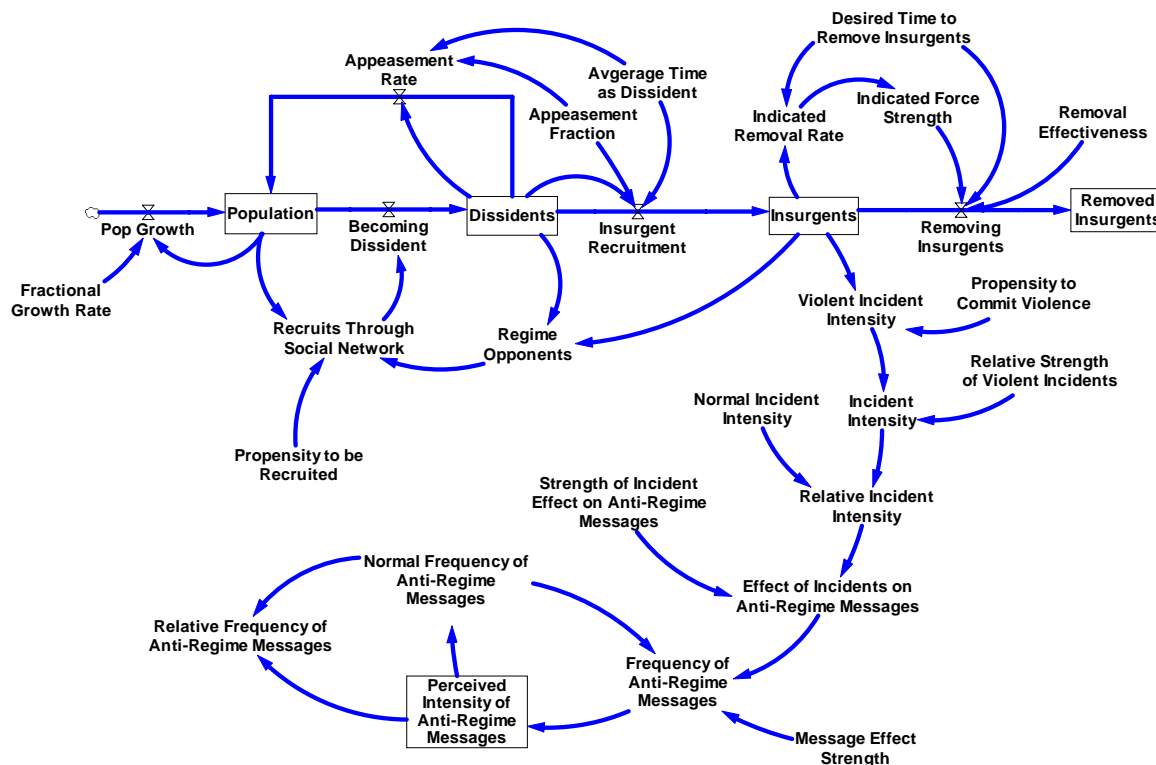 Desired Time to
Remove Insurgents
Appeasement
Rate
Avgerage Time
as Dissident
Appeasement
Fraction
Indicated
Removal Rate
Indicated Force
Strength
Removal
Effectiveness
Population
Dissidents
Insurgents
Removed
Insurgents
Pop Growth
Becoming
Dissident
Insurgent
Recruitment
Removing
Insurgents
Fractional
Growth Rate
Recruits Through
Social Network
Regime
Opponents
Violent Incident
Intensity
Propensity to
Commit Violence
Relative Strength
of Violent Incidents
Normal Incident
Intensity
Incident
Intensity
Propensity to be
Recruited
Strength of Incident
Effect on Anti-Regime
Messages
Relative Incident
Intensity
Normal Frequency of
Anti-Regime
Messages
Effect of Incidents on
Anti-Regime Messages
Relative Frequency of
Anti-Regime Messages
Frequency of
Anti-Regime
Messages
Perceived
Intensity of
Anti-Regime
Messages
Message Effect
Strength